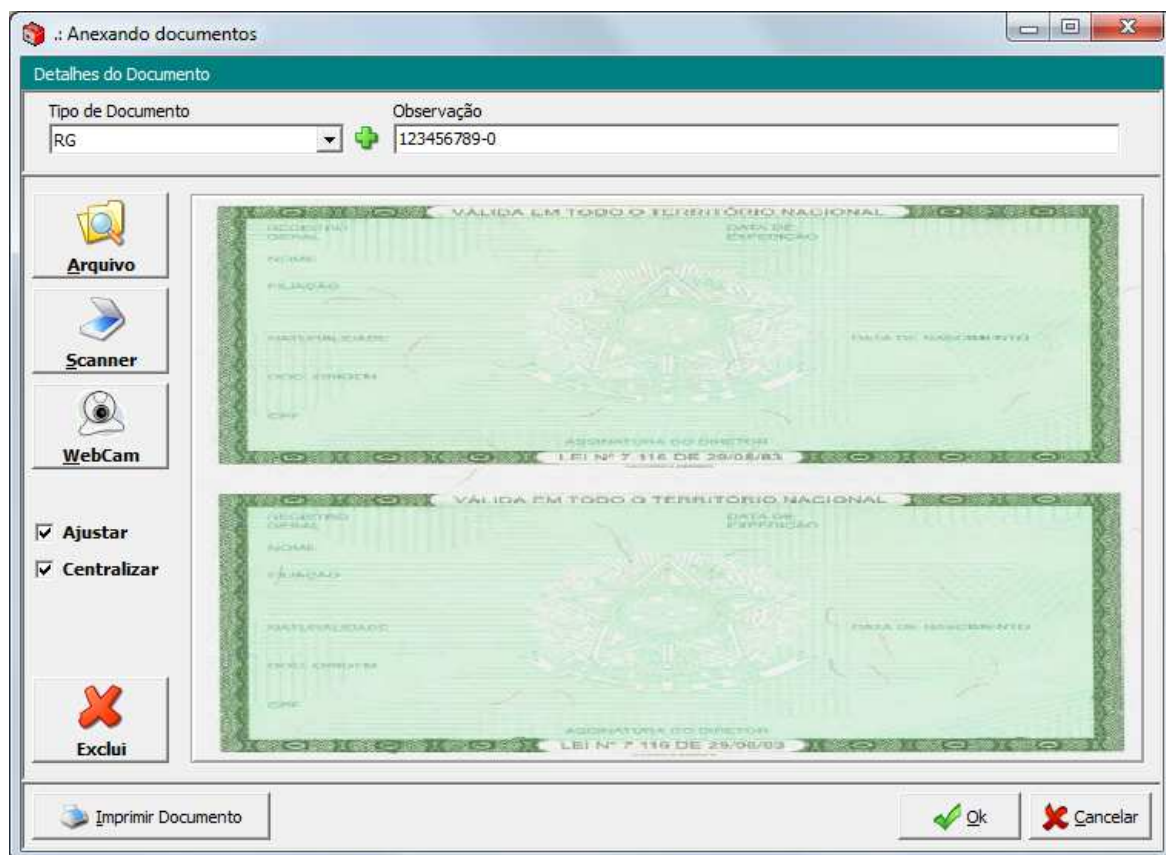 .: Anexando documentos
Detalhes do Documento
Tipo de Documento
Observação
RG
123456789-0
Arquivo
Scanner
WebCam
Ajustar
Centralizar
Exclui
VÁLIDA EM TODO O TERRITÓRIO NACIONAL
REGISTRO
GERAL
DATA DE
EXPEDIÇÃO
NOME
FILIAÇÃO
NATURALIDADE
DATA DE NASCIMENTO
DOC. ORIGEM
CPF
ASSINATURA DO DIRETOR
LEI Nº 7.116 DE 29/08/83
VÁLIDA EM TODO O TERRITÓRIO NACIONAL
REGISTRO
GERAL
DATA DE
EXPEDIÇÃO
NOME
FILIAÇÃO
NATURALIDADE
DATA DE NASCIMENTO
DOC. ORIGEM
CPF
ASSINATURA DO DIRETOR
LEI Nº 7.116 DE 29/08/83
Imprimir Documento
Ok
Cancelar